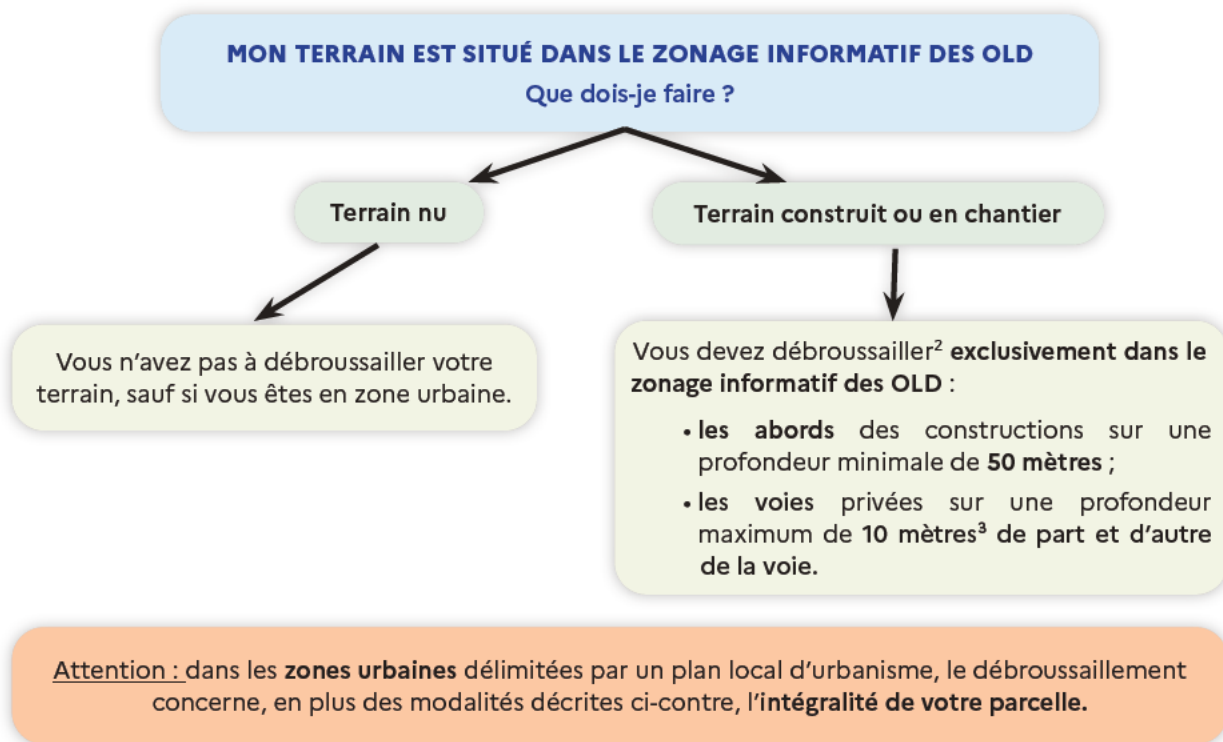 MON TERRAIN EST SITUÉ DANS LE ZONAGE INFORMATIF DES OLD
Que dois-je faire ?
Terrain nu
Terrain construit ou en chantier
Vous n’avez pas à débroussailler votre
terrain, sauf si vous êtes en zone urbaine.
Vous devez débroussailler² exclusivement dans le
zonage informatif des OLD :
• les abords des constructions sur une
profondeur minimale de 50 mètres ;
• les voies privées sur une profondeur
maximum de 10 mètres³ de part et d'autre
de la voie.
Attention : dans les zones urbaines délimitées par un plan local d’urbanisme, le débroussaillement
concerne, en plus des modalités décrites ci-contre, l’intégralité de votre parcelle.